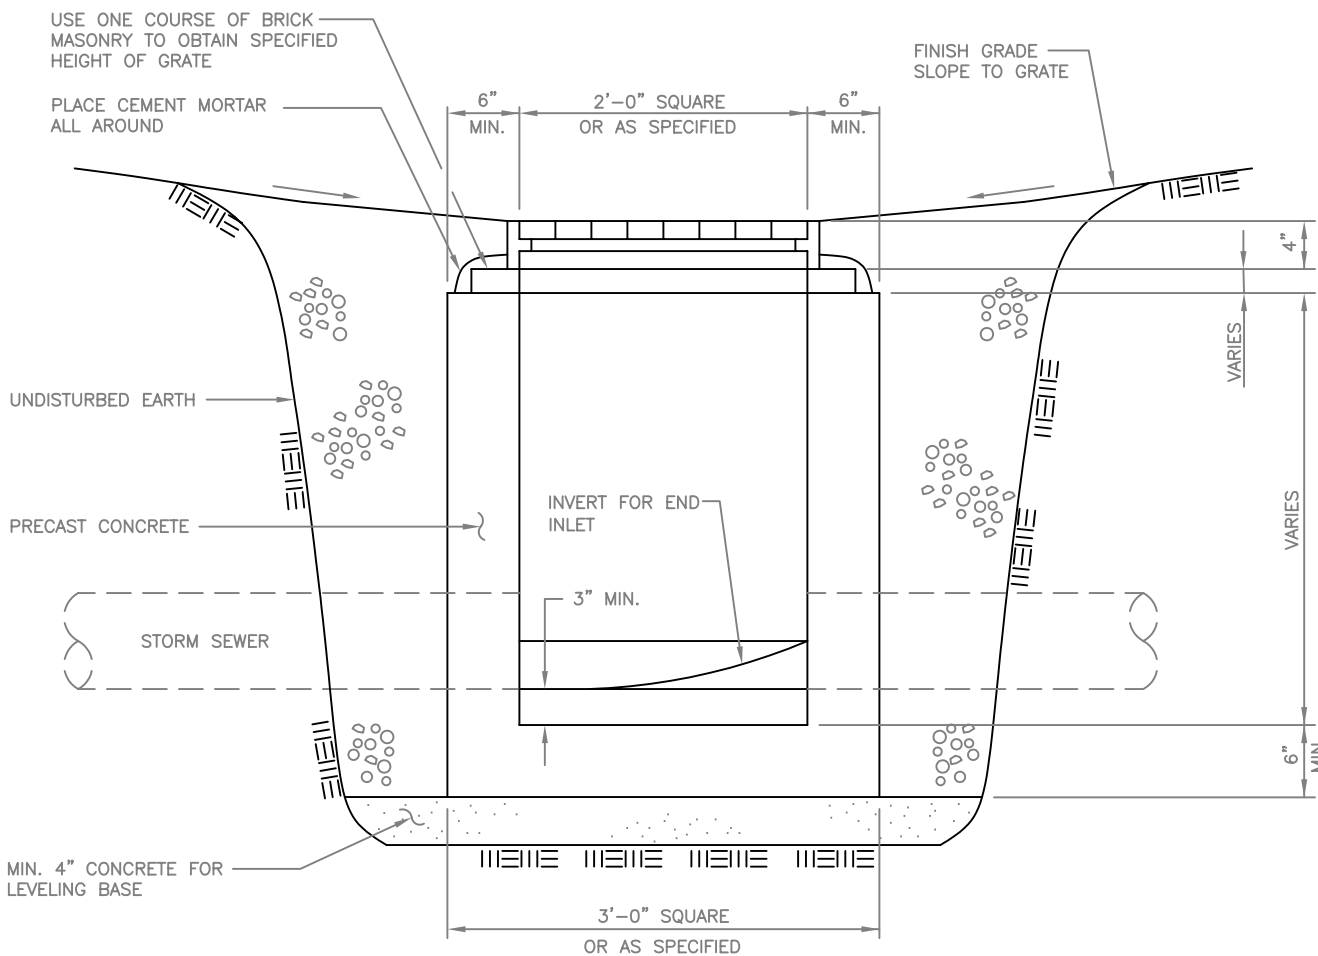 USE ONE COURSE OF BRICK
MASONRY TO OBTAIN SPECIFIED
HEIGHT OF GRATE
PLACE CEMENT MORTAR
ALL AROUND
6"
MIN.
2'-0" SQUARE
OR AS SPECIFIED
6"
MIN.
FINISH GRADE
SLOPE TO GRATE
4"
VARIES
UNDISTURBED EARTH
PRECAST CONCRETE
INVERT FOR END
INLET
VARIES
3" MIN.
STORM SEWER
6"
MIN
MIN. 4" CONCRETE FOR
LEVELING BASE
3'-0" SQUARE
OR AS SPECIFIED